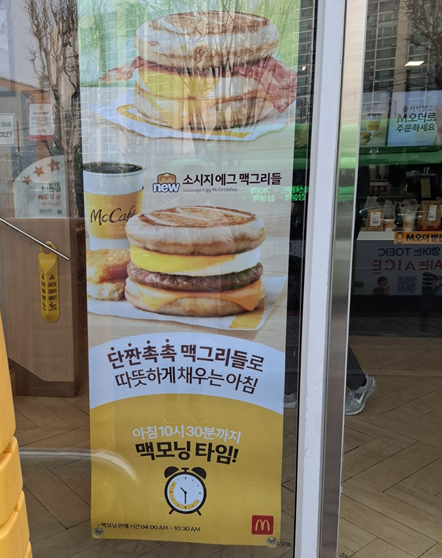 new 소시지 에그 맥그리들
Sausage Egg McGriddles
McCafé
단짠촉촉 맥그리들로
따뜻하게 채우는 아침
아침 10시 30분까지
맥모닝 타임!
*맥모닝 판매 시간 04:00 AM ~ 10:30 AM
M오더로
주문하세요
TOEIC